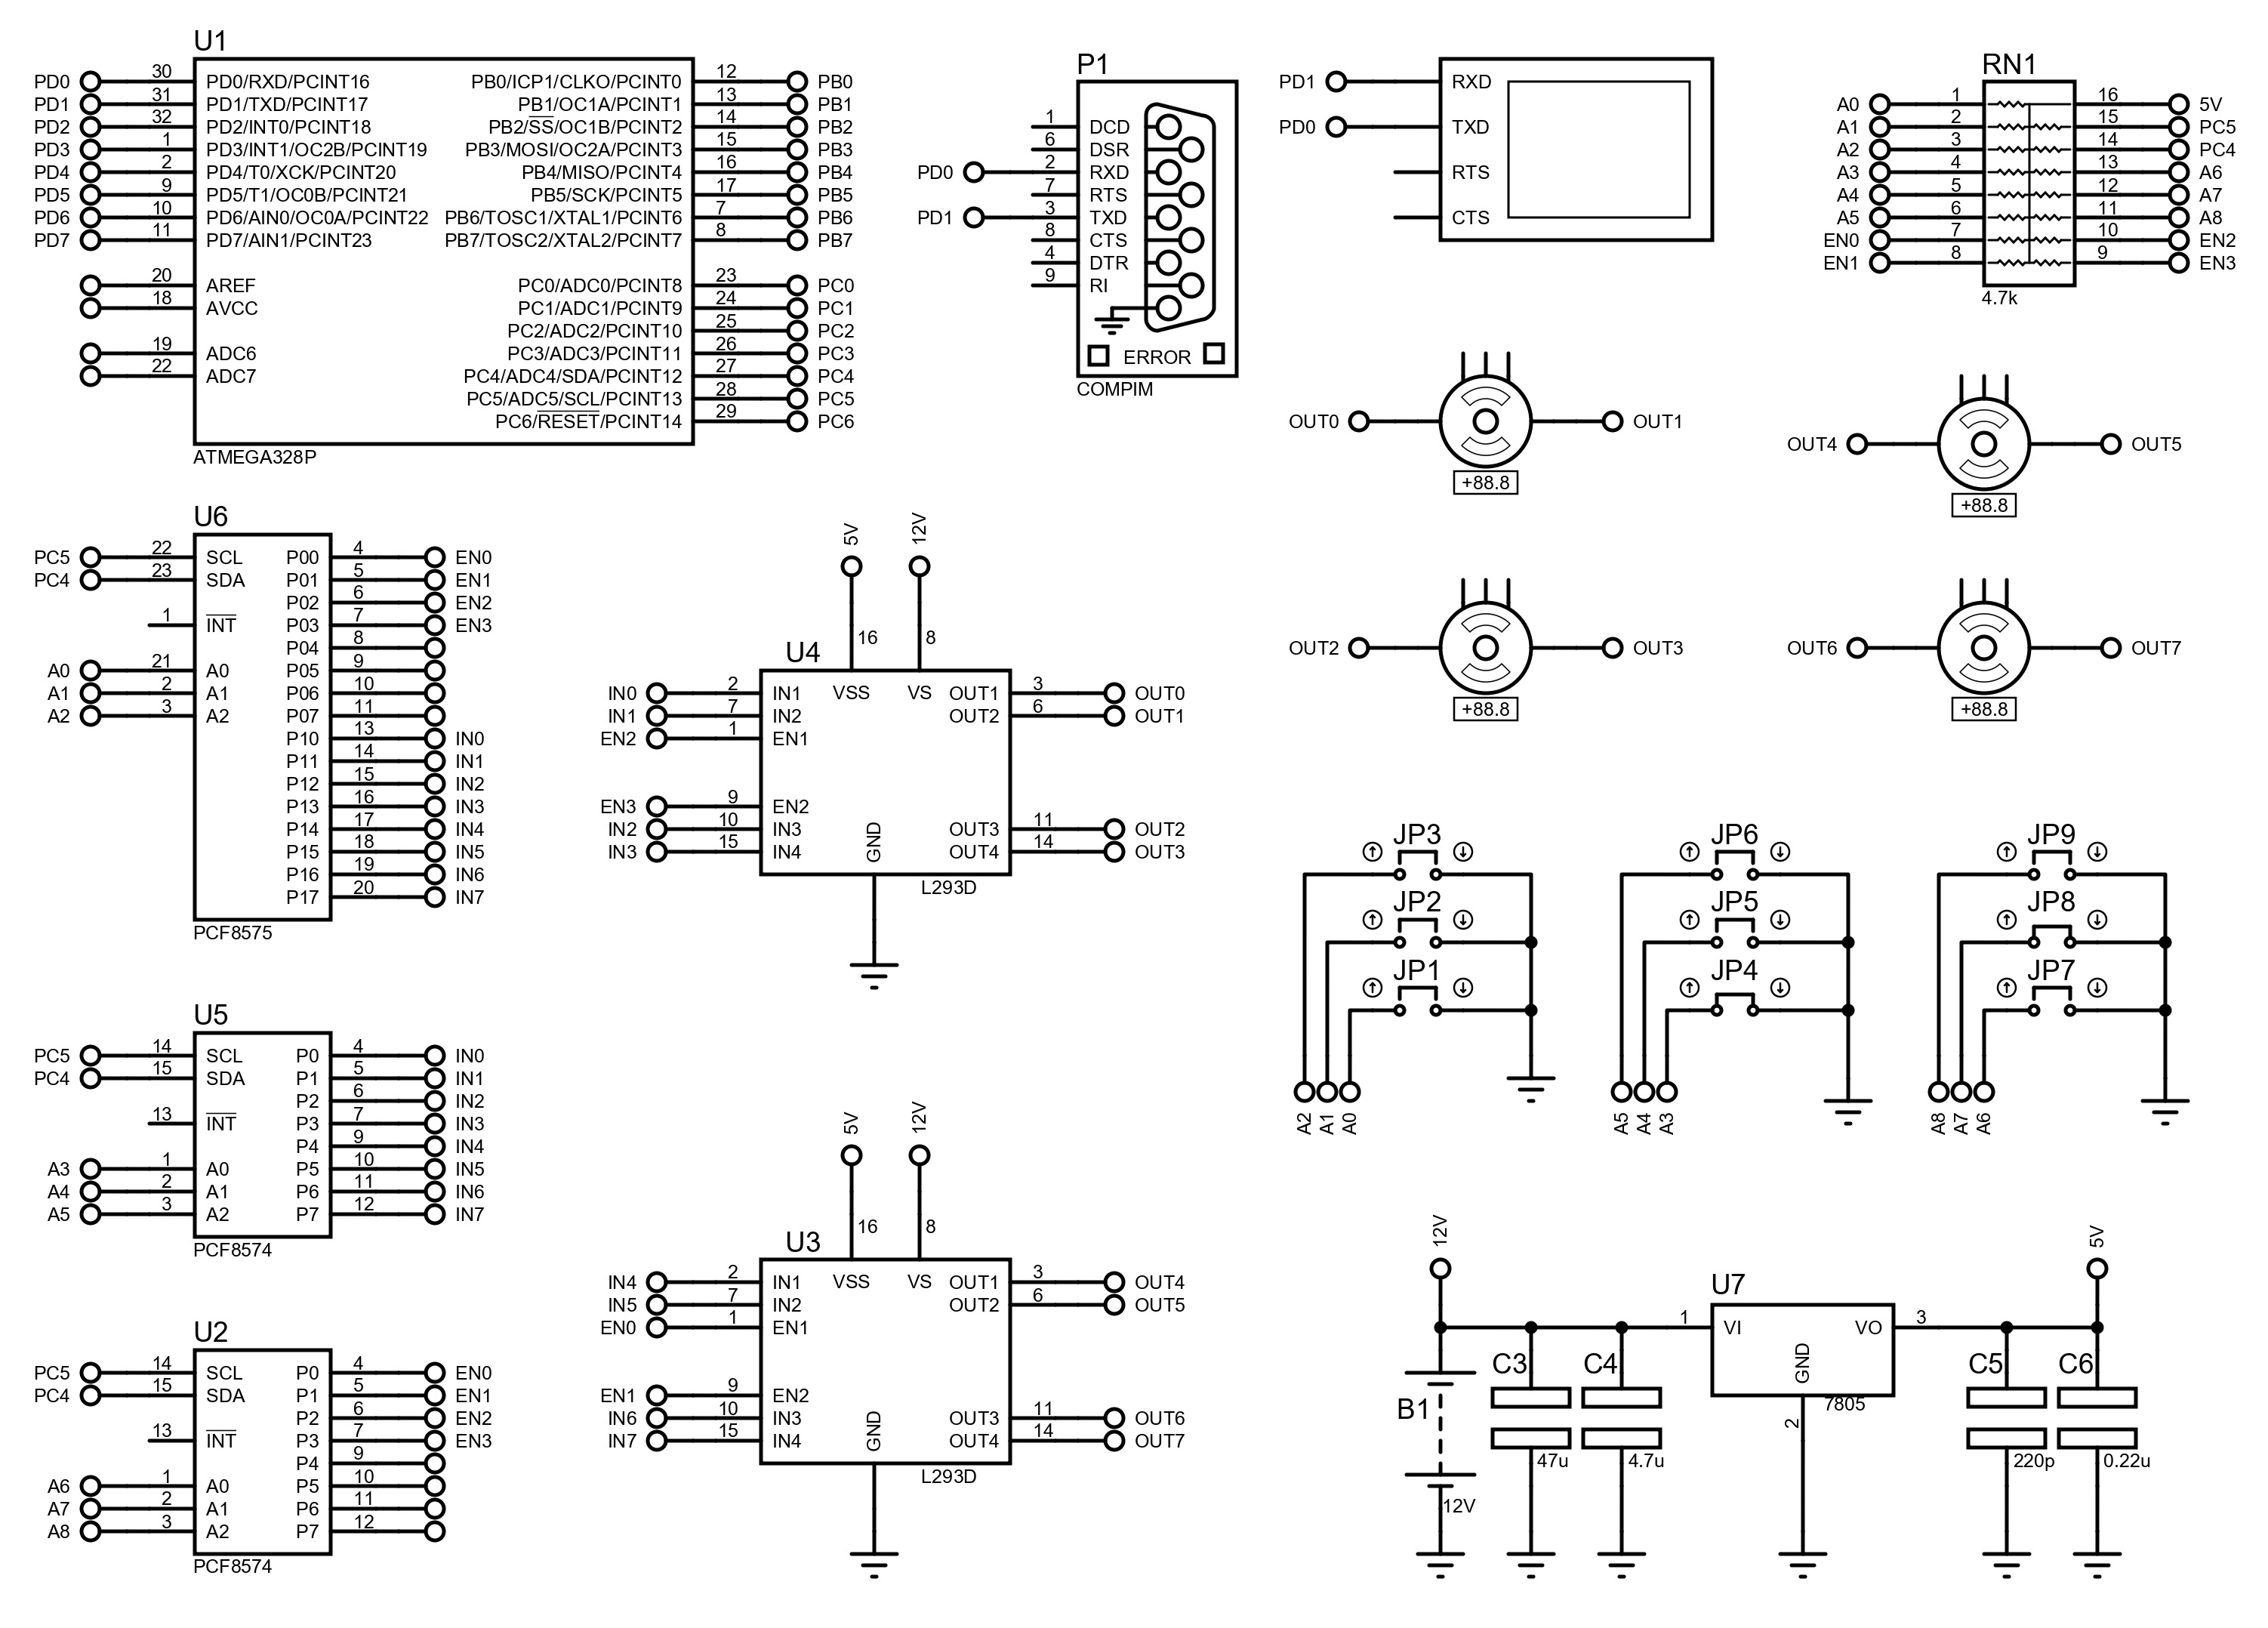 U1
PD0 30 PD0/RXD/PCINT16 PB0/ICP1/CLKO/PCINT0 12 PB0
PD1 31 PD1/TXD/PCINT17 PB1/OC1A/PCINT1 13 PB1
PD2 32 PD2/INT0/PCINT18 PB2/SS/OC1B/PCINT2 14 PB2
PD3 1 PD3/INT1/OC2B/PCINT19 PB3/MOSI/OC2A/PCINT3 15 PB3
PD4 2 PD4/T0/XCK/PCINT20 PB4/MISO/PCINT4 16 PB4
PD5 9 PD5/T1/OC0B/PCINT21 PB5/SCK/PCINT5 17 PB5
PD6 10 PD6/AIN0/OC0A/PCINT22 PB6/TOSC1/XTAL1/PCINT6 7 PB6
PD7 11 PD7/AIN1/PCINT23 PB7/TOSC2/XTAL2/PCINT7 8 PB7
20 AREF PC0/ADC0/PCINT8 23 PC0
18 AVCC PC1/ADC1/PCINT9 24 PC1
PC2/ADC2/PCINT10 25 PC2
19 ADC6 PC3/ADC3/PCINT11 26 PC3
22 ADC7 PC4/ADC4/SDA/PCINT12 27 PC4
PC5/ADC5/SCL/PCINT13 28 PC5
PC6/RESET/PCINT14 29 PC6
ATMEGA328P
P1
1 DCD
6 DSR
PD0 2 RXD
7 RTS
PD1 3 TXD
8 CTS
4 DTR
9 RI
ERROR
COMPIM
PD1 RXD
PD0 TXD
RTS
CTS
RN1
A0 1 16 5V
A1 2 15 PC5
A2 3 14 PC4
A3 4 13 A6
A4 5 12 A7
A5 6 11 A8
EN0 7 10 EN2
EN1 8 9 EN3
4.7k
OUT0 OUT1
+88.8
OUT4 OUT5
+88.8
OUT2 OUT3
+88.8
OUT6 OUT7
+88.8
U6
PC5 22 SCL P00 4 EN0
PC4 23 SDA P01 5 EN1
P02 6 EN2
1 INT P03 7 EN3
P04 8
A0 21 A0 P05 9
A1 2 A1 P06 10
A2 3 A2 P07 11
P10 13 IN0
P11 14 IN1
P12 15 IN2
P13 16 IN3
P14 17 IN4
P15 18 IN5
P16 19 IN6
P17 20 IN7
PCF8575
5V 12V
U4 16 8
VSS VS
IN0 2 IN1 OUT1 3 OUT0
IN1 7 IN2 OUT2 6 OUT1
EN2 1 EN1
EN3 9 EN2
IN2 10 IN3 OUT3 11 OUT2
IN3 15 IN4 OUT4 14 OUT3
GND
L293D
JP3
JP2
JP1
A2 A1 A0
JP6
JP5
JP4
A5 A4 A3
JP9
JP8
JP7
A8 A7 A6
U5
PC5 14 SCL P0 4 IN0
PC4 15 SDA P1 5 IN1
P2 6 IN2
13 INT P3 7 IN3
P4 9 IN4
A3 1 A0 P5 10 IN5
A4 2 A1 P6 11 IN6
A5 3 A2 P7 12 IN7
PCF8574
U2
PC5 14 SCL P0 4 EN0
PC4 15 SDA P1 5 EN1
P2 6 EN2
13 INT P3 7 EN3
P4 9
A6 1 A0 P5 10
A7 2 A1 P6 11
A8 3 A2 P7 12
PCF8574
5V 12V
U3 16 8
VSS VS
IN4 2 IN1 OUT1 3 OUT4
IN5 7 IN2 OUT2 6 OUT5
EN0 1 EN1
EN1 9 EN2
IN6 10 IN3 OUT3 11 OUT6
IN7 15 IN4 OUT4 14 OUT7
GND
L293D
12V 5V
U7
1 VI VO 3
GND
2
7805
B1
12V
C3
47u
C4
4.7u
C5
220p
C6
0.22u